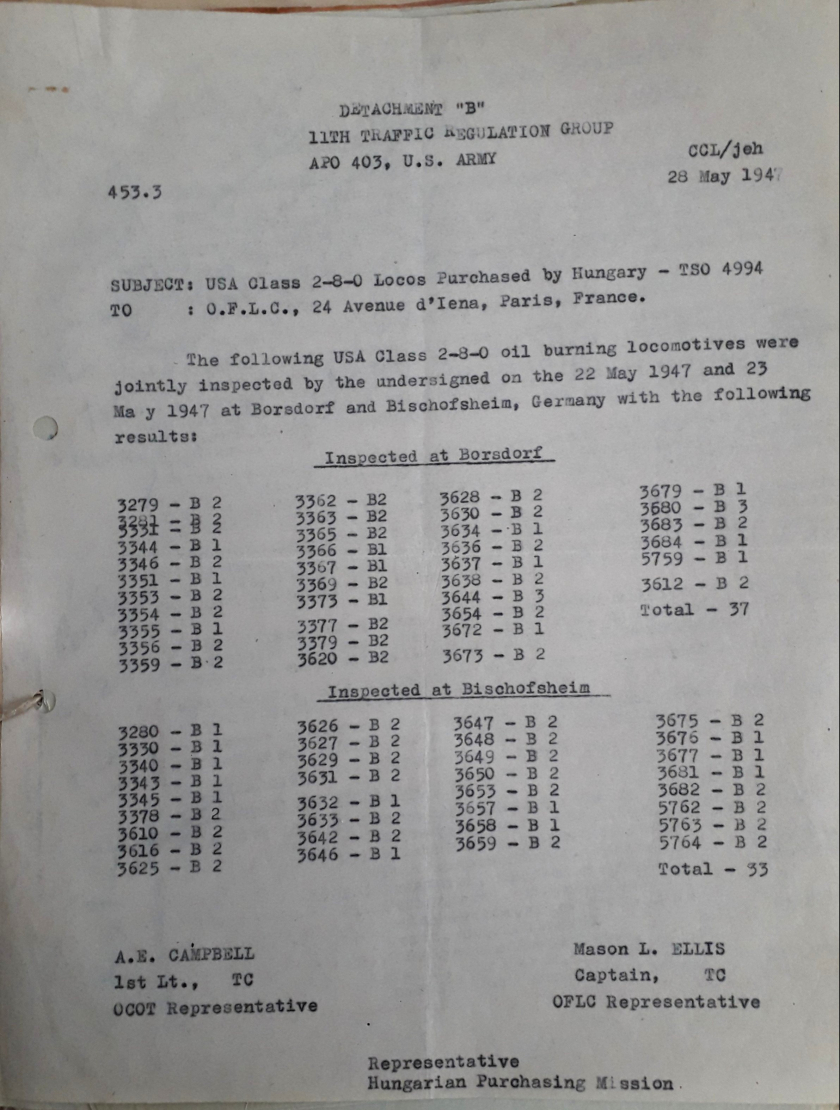 DETACHMENT "B"
11TH TRAFFIC REGULATION GROUP
APO 403, U.S. ARMY
CCL/jeh
28 May 1947
453.3
SUBJECT: USA Class 2-8-0 Locos Purchased by Hungary - TSO 4994
TO : O.F.L.C., 24 Avenue d'Iena, Paris, France.
The following USA Class 2-8-0 oil burning locomotives were
jointly inspected by the undersigned on the 22 May 1947 and 23
Ma y 1947 at Borsdorf and Bischofsheim, Germany with the following
results:
Inspected at Borsdorf
3279 - B 2
3281 - B 2
3331 - B 2
3344 - B 1
3346 - B 2
3351 - B 1
3353 - B 2
3354 - B 2
3355 - B 1
3356 - B 2
3359 - B 2
3362 - B2
3363 - B2
3365 - B2
3366 - B1
3367 - B1
3369 - B2
3373 - B1
3377 - B2
3379 - B2
3620 - B2
3628 - B 2
3630 - B 2
3634 - B 1
3636 - B 2
3637 - B 1
3638 - B 2
3644 - B 3
3654 - B 2
3672 - B 1
3673 - B 2
3679 - B 1
3680 - B 3
3683 - B 2
3684 - B 1
5759 - B 1
3612 - B 2
Total - 37
Inspected at Bischofsheim
3280 - B 1
3330 - B 1
3340 - B 1
3343 - B 1
3345 - B 1
3378 - B 2
3610 - B 2
3616 - B 2
3625 - B 2
3626 - B 2
3627 - B 2
3629 - B 2
3631 - B 2
3632 - B 1
3633 - B 2
3642 - B 2
3646 - B 1
3647 - B 2
3648 - B 2
3649 - B 2
3650 - B 2
3653 - B 2
3657 - B 1
3658 - B 1
3659 - B 2
3675 - B 2
3676 - B 1
3677 - B 1
3681 - B 1
3682 - B 2
5762 - B 2
5763 - B 2
5764 - B 2
Total - 33
A.E. CAMPBELL
1st Lt., TC
OCOT Representative
Mason L. ELLIS
Captain, TC
OFLC Representative
Representative
Hungarian Purchasing Mission.